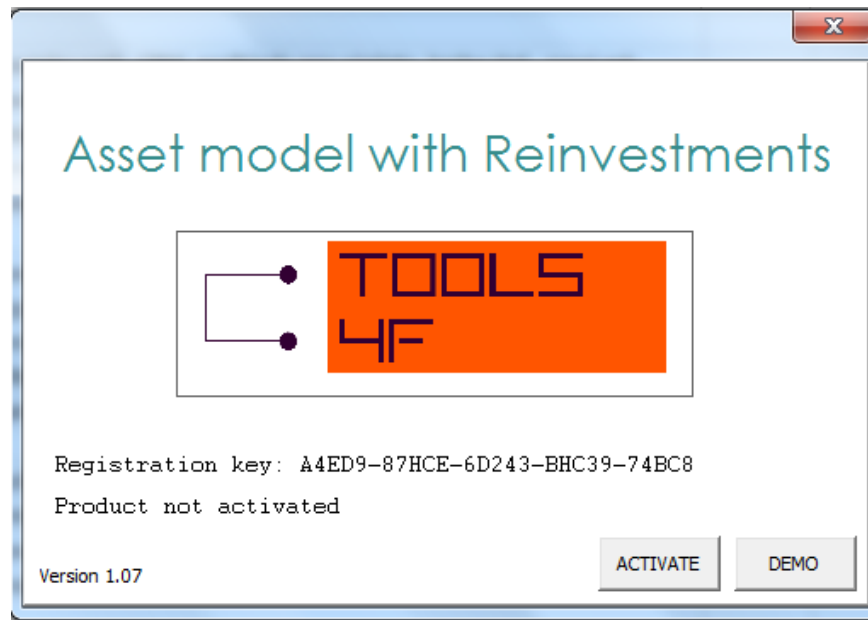 Asset model with Reinvestments
TOOLS
4F
Registration key: A4ED9-87HCE-6D243-BHC39-74BC8
Product not activated
Version 1.07
ACTIVATE
DEMO